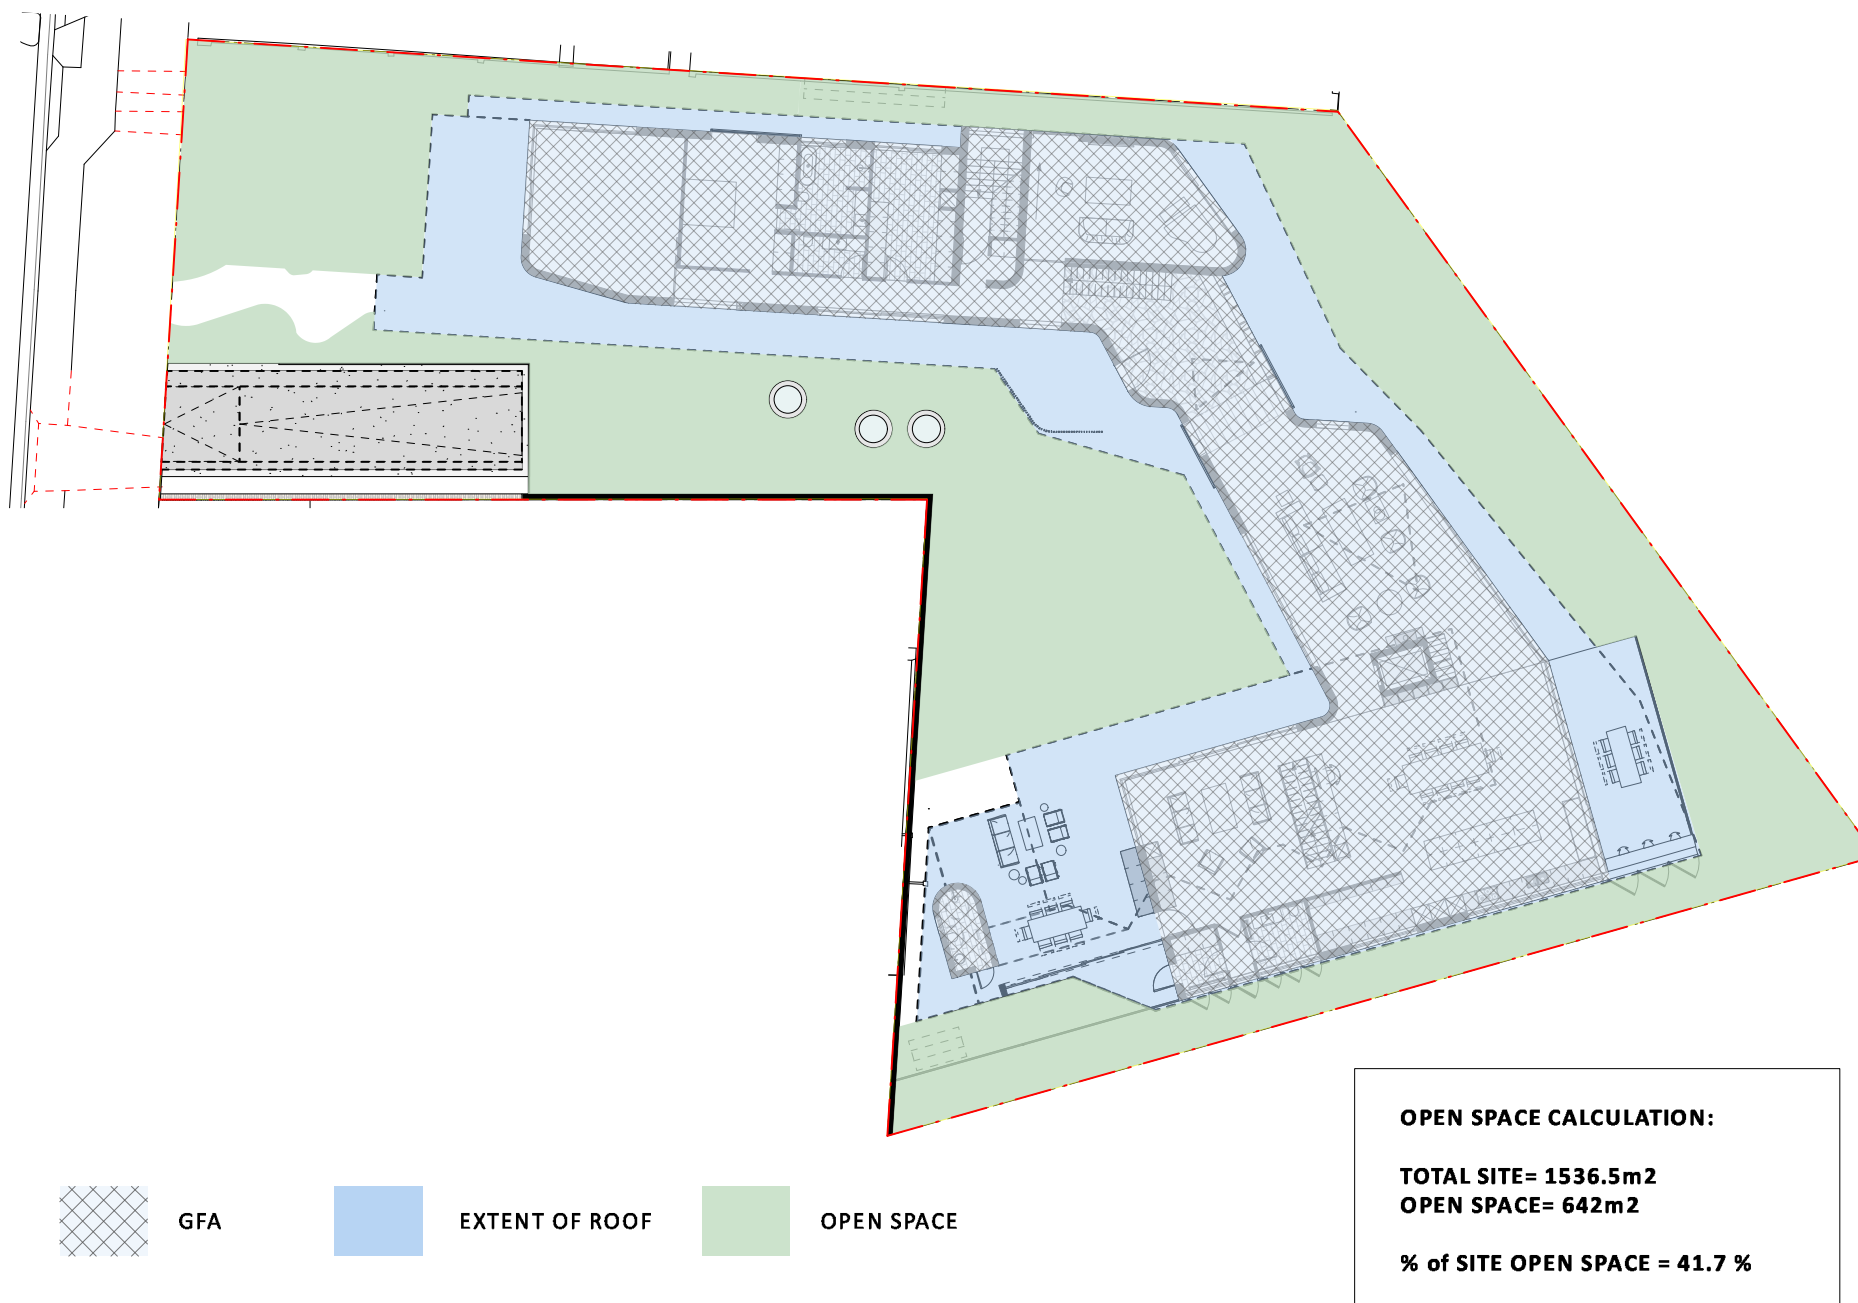 GFA
EXTENT OF ROOF
OPEN SPACE
OPEN SPACE CALCULATION:
TOTAL SITE= 1536.5m2
OPEN SPACE= 642m2
% of SITE OPEN SPACE = 41.7 %